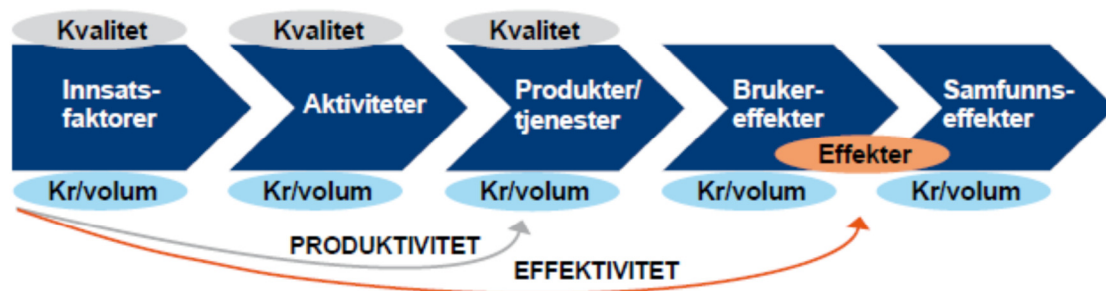 Kvalitet
Kvalitet
Kvalitet
Innsats-
faktorer
Aktiviteter
Produkter/
tjenester
Bruker-
effekter
Samfunns-
effekter
Effekter
Kr/volum
Kr/volum
Kr/volum
Kr/volum
Kr/volum
PRODUKTIVITET
EFFEKTIVITET